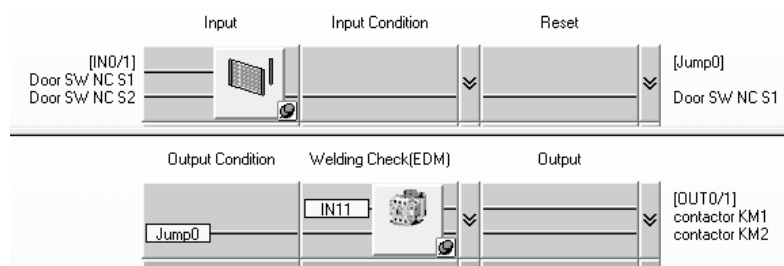 Input Input Condition Reset
[IN0/1]
Door SW NC S1
Door SW NC S2
[Jump0]
Door SW NC S1
Output Condition Welding Check(EDM) Output
IN11
Jump0
[OUT0/1]
contactor KM1
contactor KM2